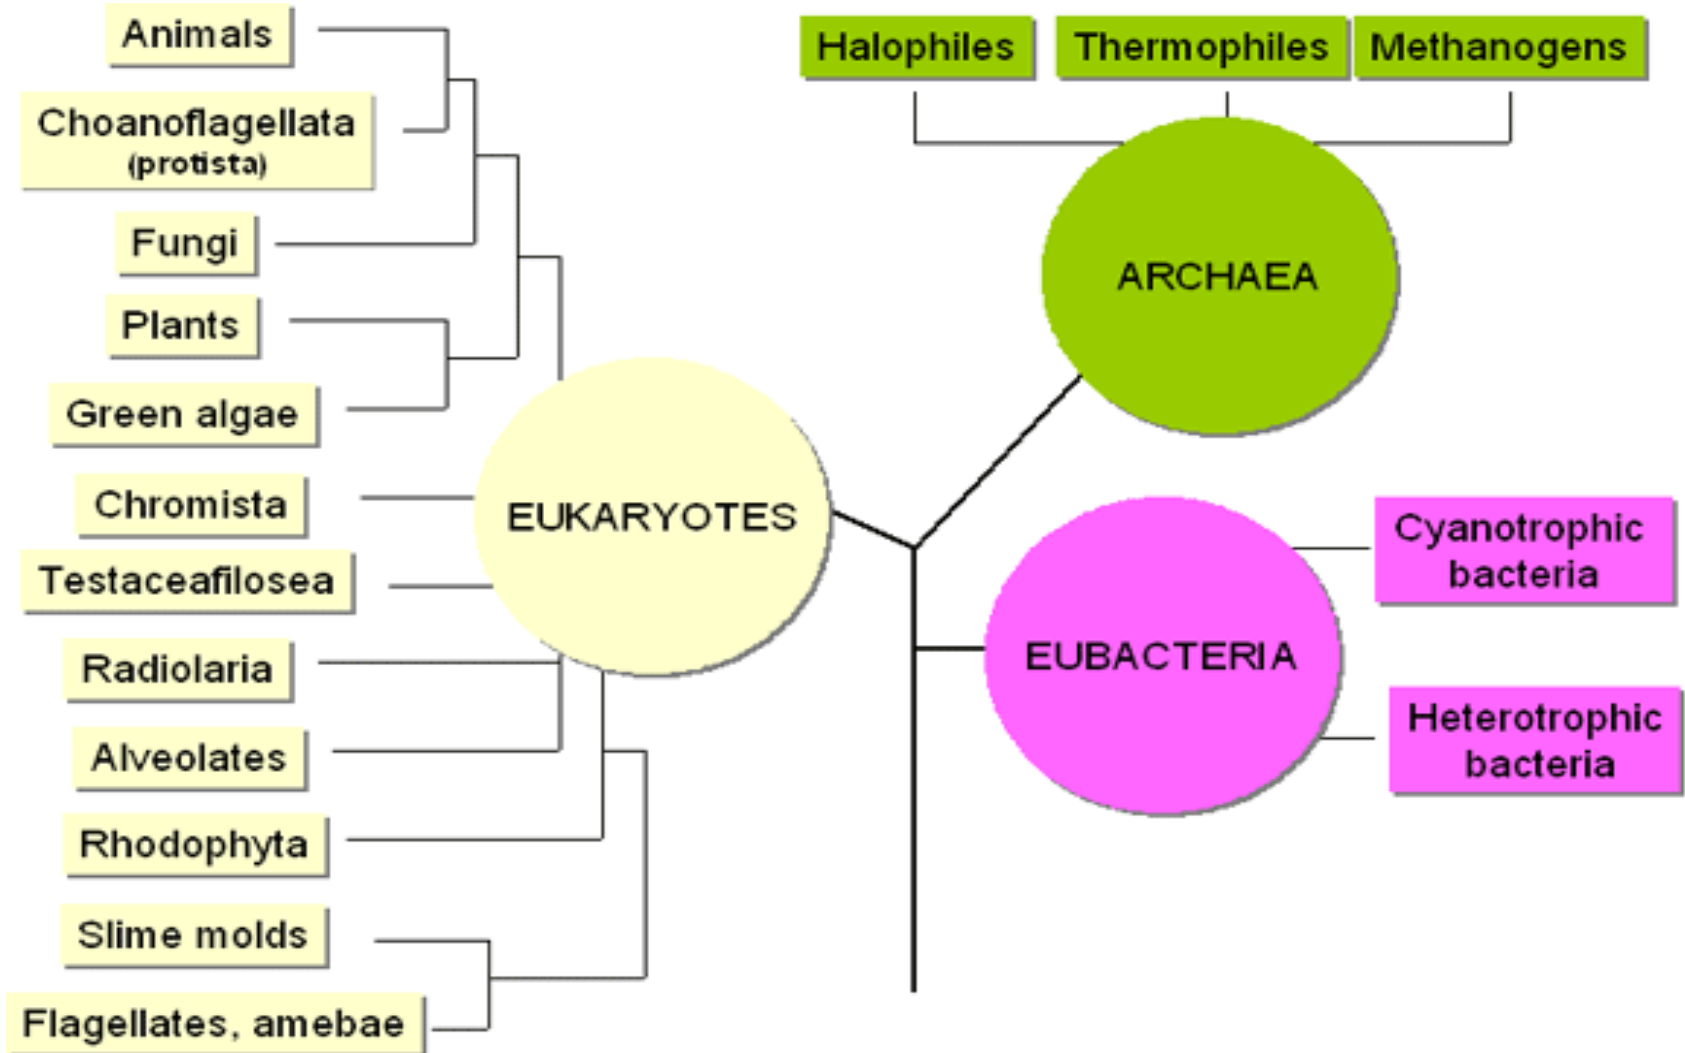 Animals
Choanoflagellata
(protista)
Fungi
Plants
Green algae
Chromista
Testaceafilosea
Radiolaria
Alveolates
Rhodophyta
Slime molds
Flagellates, amebae
EUKARYOTES
Halophiles
Thermophiles
Methanogens
ARCHAEA
EUBACTERIA
Cyanotrophic
bacteria
Heterotrophic
bacteria